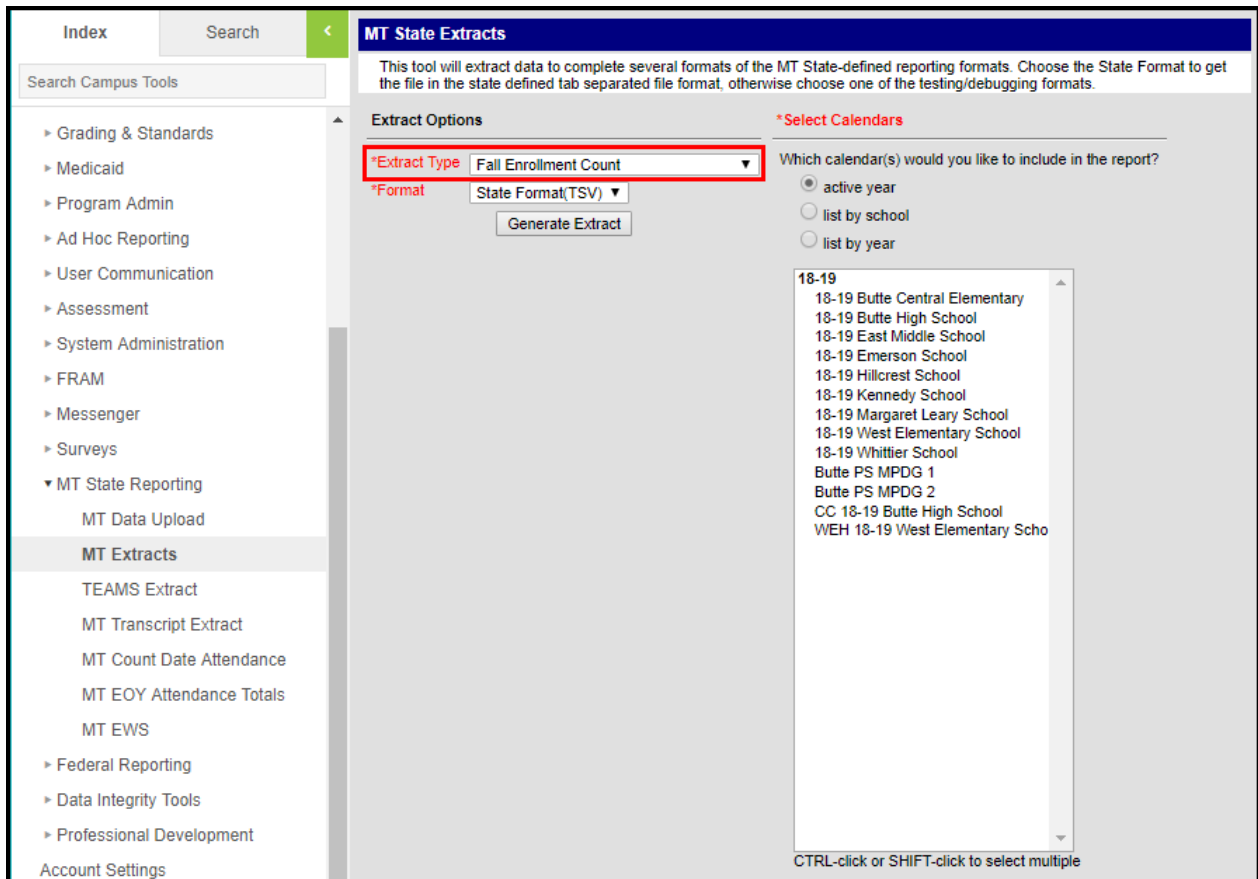 Index
Search
<
Search Campus Tools
Grading & Standards
Medicaid
Program Admin
Ad Hoc Reporting
User Communication
Assessment
System Administration
FRAM
Messenger
Surveys
MT State Reporting
MT Data Upload
MT Extracts
TEAMS Extract
MT Transcript Extract
MT Count Date Attendance
MT EOY Attendance Totals
MT EWS
Federal Reporting
Data Integrity Tools
Professional Development
Account Settings
MT State Extracts
This tool will extract data to complete several formats of the MT State-defined reporting formats. Choose the State Format to get
the file in the state defined tab separated file format, otherwise choose one of the testing/debugging formats.
Extract Options
*Extract Type Fall Enrollment Count
*Format State Format(TSV)
Generate Extract
*Select Calendars
Which calendar(s) would you like to include in the report?
active year
list by school
list by year
18-19
18-19 Butte Central Elementary
18-19 Butte High School
18-19 East Middle School
18-19 Emerson School
18-19 Hillcrest School
18-19 Kennedy School
18-19 Margaret Leary School
18-19 West Elementary School
18-19 Whittier School
Butte PS MPDG 1
Butte PS MPDG 2
CC 18-19 Butte High School
WEH 18-19 West Elementary Scho
CTRL-click or SHIFT-click to select multiple